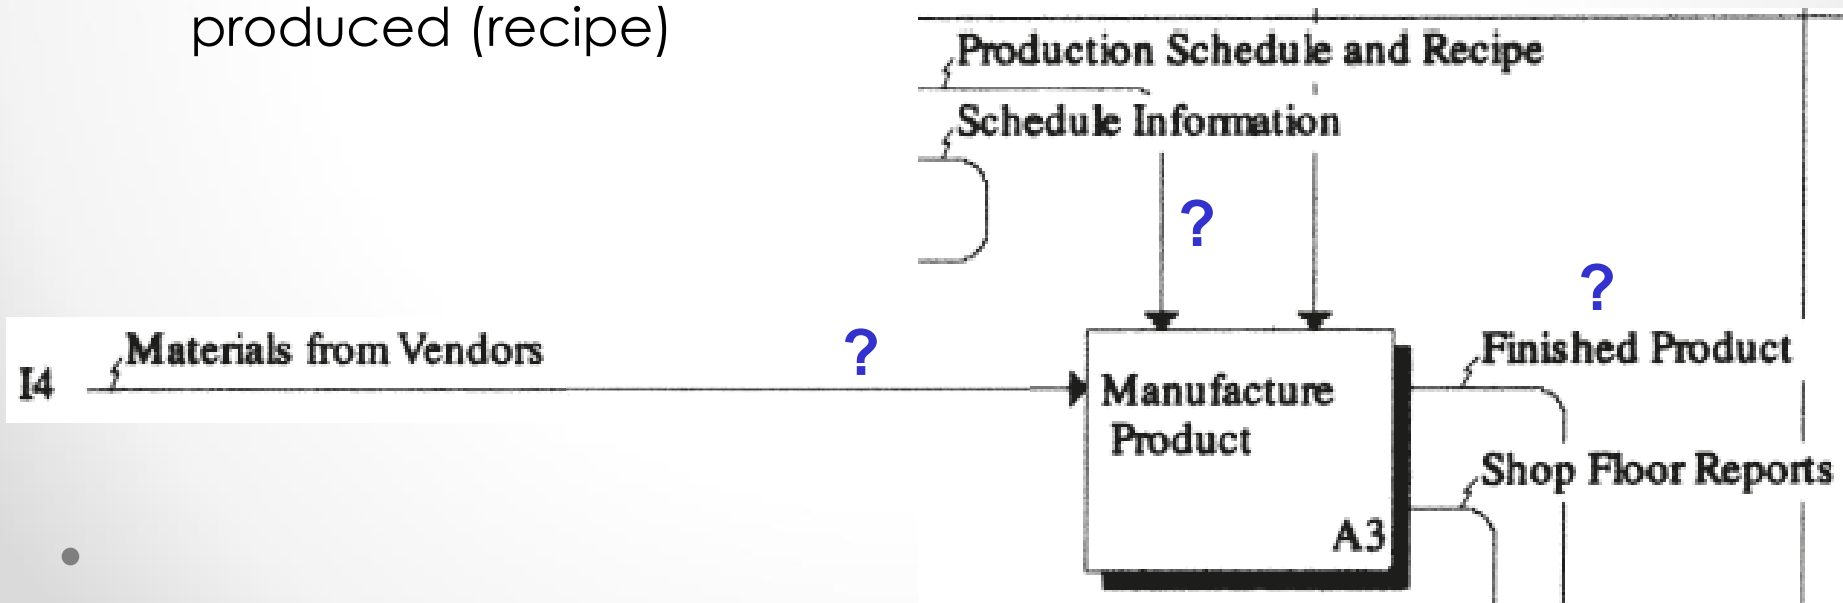 produced (recipe)
Production Schedule and Recipe
Schedule Information
?
?
Finished Product
Materials from Vendors
?
I4
Manufacture
Product
Shop Floor Reports
A3